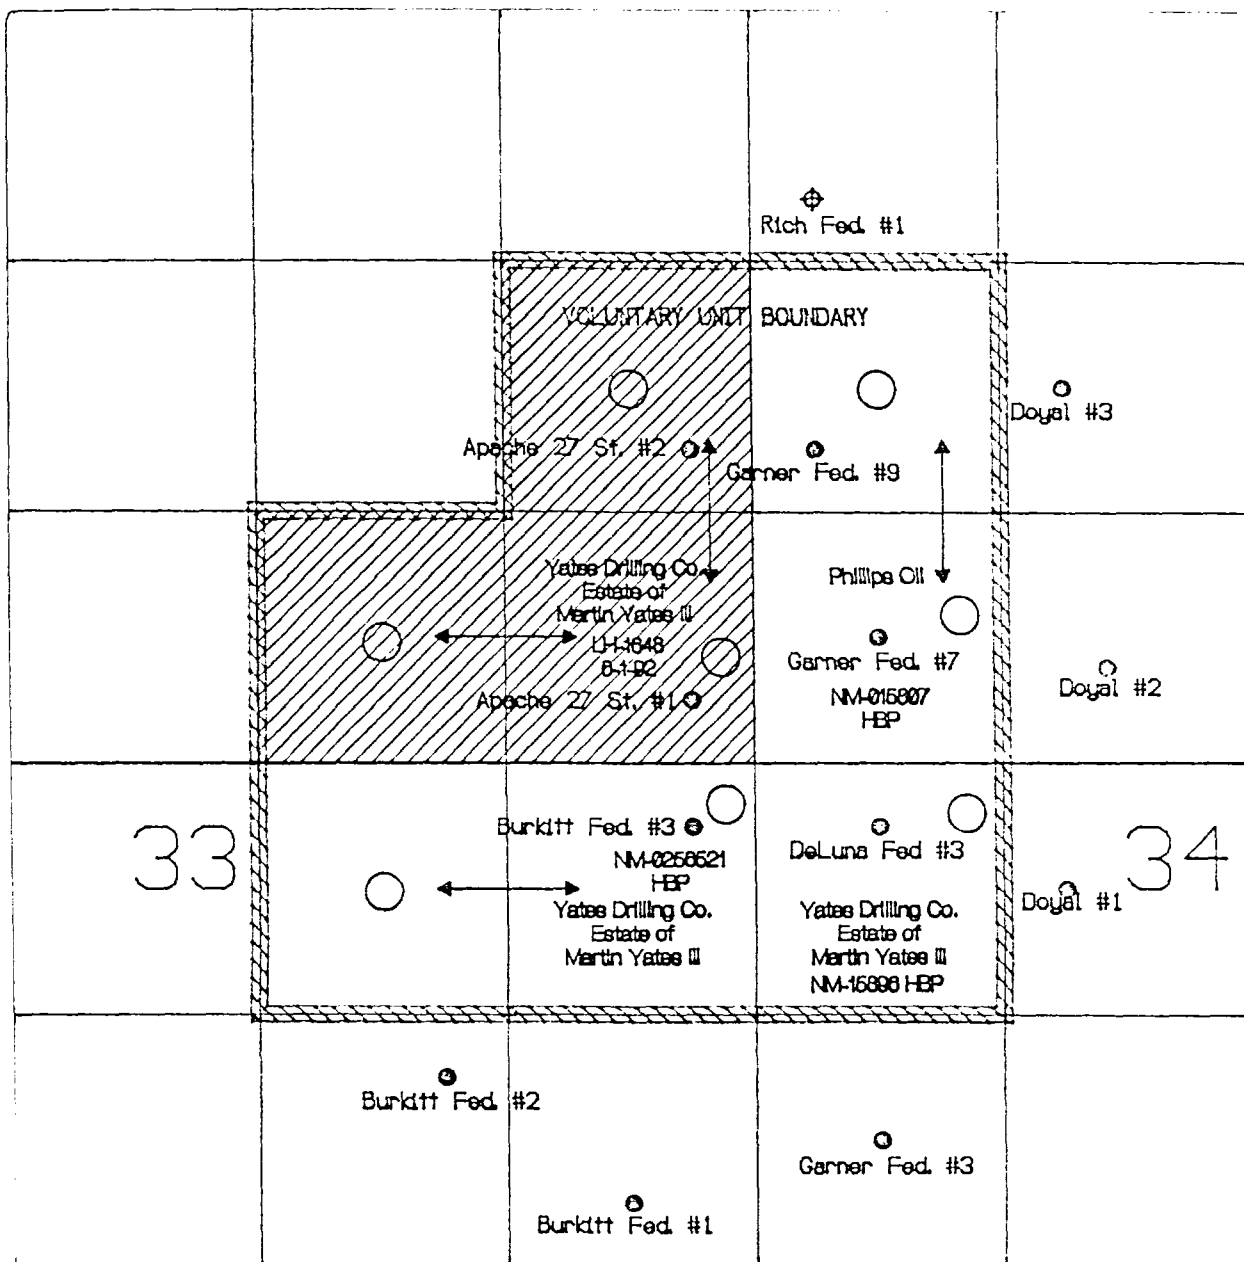 Rich Fed. #1
VOLUNTARY UNIT BOUNDARY
Doyal #3
Apache 27 St. #2
Garner Fed. #9
Yates Drilling Co.
Estate of
Martin Yates III
LH-1648
6-1-92
Phillips Oil
Garner Fed. #7
NM-015807
HBP
Doyal #2
Apache 27 St. #1
33
Burkitt Fed. #3
NM-0256521
HBP
Yates Drilling Co.
Estate of
Martin Yates III
DeLuna Fed #3
Yates Drilling Co.
Estate of
Martin Yates III
NM-15896 HBP
34
Doyal #1
Burkitt Fed. #2
Garner Fed. #3
Burkitt Fed. #1